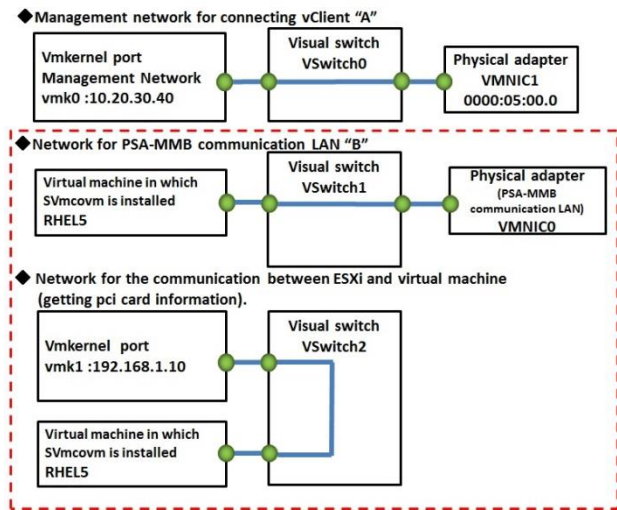 ◆Management network for connecting vClient “A”
Vmkernel port
Management Network
vmk0 :10.20.30.40
Visual switch
VSwitch0
Physical adapter
VMNIC1
0000:05:00.0
◆Network for PSA-MMB communication LAN “B”
Virtual machine in which
SVmcovm is installed
RHEL5
Visual switch
VSwitch1
Physical adapter
(PSA-MMB
communication LAN)
VMNIC0
◆ Network for the communication between ESXi and virtual machine
(getting pci card information).
Vmkernel port
vmk1 :192.168.1.10
Visual switch
VSwitch2
Virtual machine in which
SVmcovm is installed
RHEL5